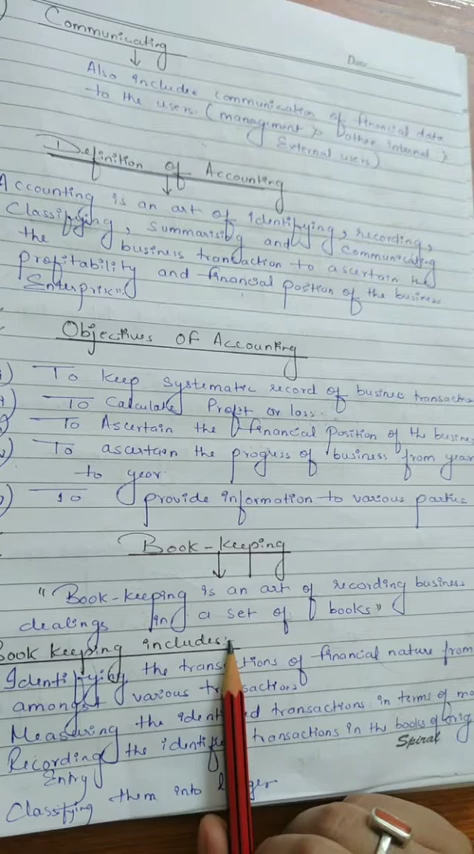 Communicating
Date
Also includes communication of financial data
to the users. (management, other internal,
External users)
Definition of Accounting
Accounting is an art of identifying, recording,
Classifying, summarising and communicating
the business transaction to ascertain the
profitability and financial position of the business
Enterprise"
Objectives Of Accounting
To keep systematic record of business transactio
To Calculate Profit or loss.
To Ascertain the financial position of the busine
To ascertain the progress of business from year
to year.
To provide information to various parties
Book-keeping
"Book-keeping is an art of recording business
dealings in a set of books"
Book keeping includes:
Identifying the transactions of financial nature from
amongst various transactions
Measuring the identified transactions in terms of mo
Recording the identified transactions in the books of orig
Spiral
Entry
Classifying them into ledger